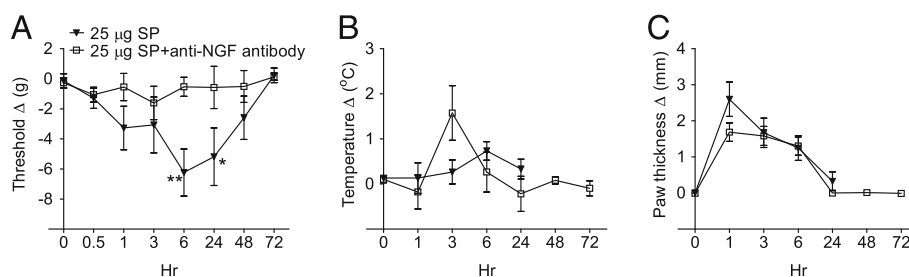 A
25 µg SP
25 µg SP+anti-NGF antibody
Threshold Δ (g)
2
0
-2
-4
-6
-8
**
*
0 0.5 1 3 6 24 48 72
Hr
B
Temperature Δ (°C)
3
2
1
0
0 1 3 6 24 48 72
Hr
C
Paw thickness Δ (mm)
4
3
2
1
0
0 1 3 6 24 48 72
Hr